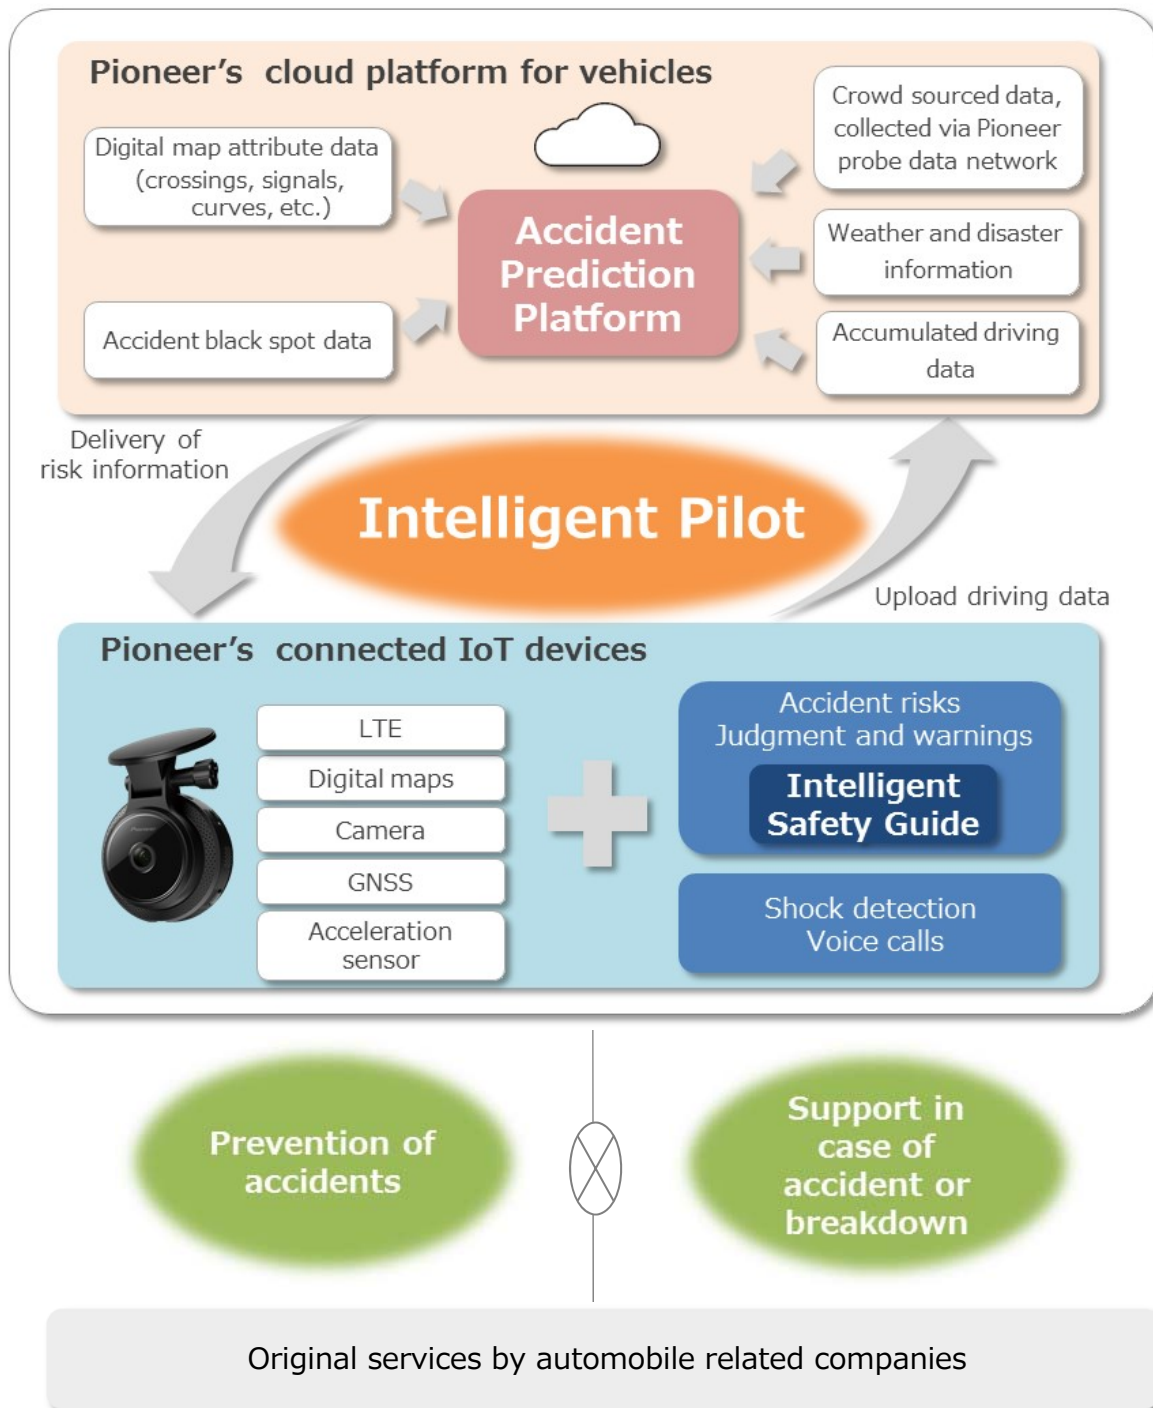 Pioneer’s cloud platform for vehicles
Digital map attribute data
(crossings, signals,
curves, etc.)
Accident black spot data
Accident
Prediction
Platform
Crowd sourced data,
collected via Pioneer
probe data network
Weather and disaster
information
Accumulated driving
data
Delivery of
risk information
Intelligent Pilot
Upload driving data
Pioneer’s connected IoT devices
Pioneer
LTE
Digital maps
Camera
GNSS
Acceleration
sensor
Accident risks
Judgment and warnings
Intelligent
Safety Guide
Shock detection
Voice calls
Prevention of
accidents
Support in
case of
accident or
breakdown
Original services by automobile related companies